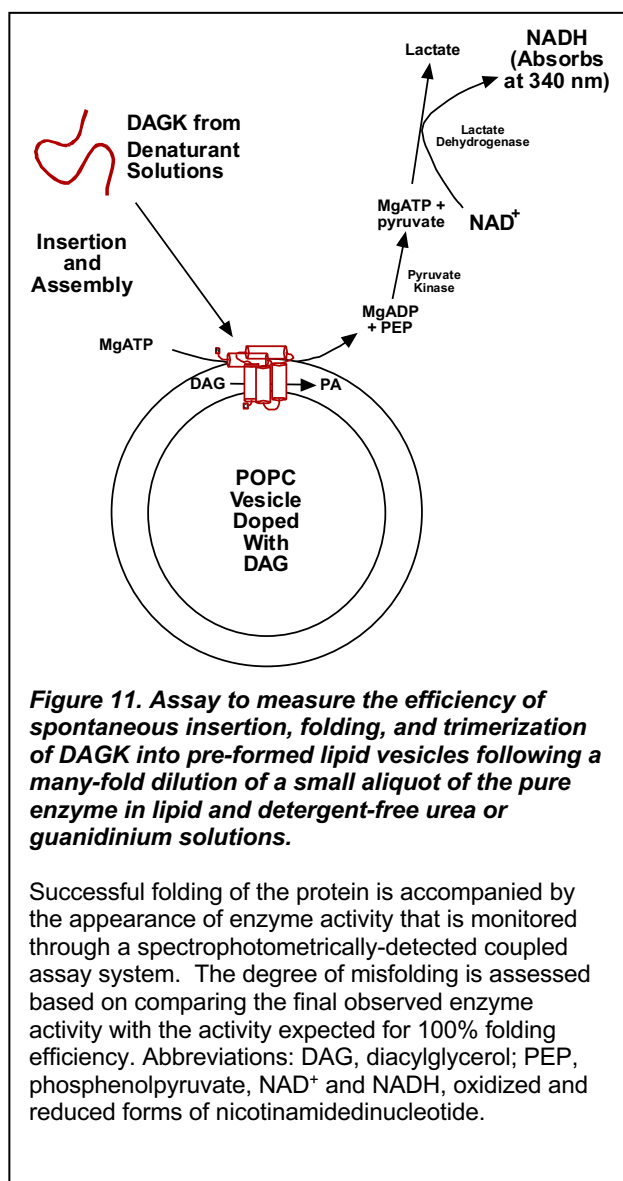 Lactate
NADH
(Absorbs
at 340 nm)
DAGK from
Denaturant
Solutions
Lactate
Dehydrogenase
MgATP +
pyruvate
NAD+
Insertion
and
Assembly
Pyruvate
Kinase
MgADP
+ PEP
MgATP
DAG
PA
POPC
Vesicle
Doped
With
DAG
Figure 11. Assay to measure the efficiency of
spontaneous insertion, folding, and trimerization
of DAGK into pre-formed lipid vesicles following a
many-fold dilution of a small aliquot of the pure
enzyme in lipid and detergent-free urea or
guanidinium solutions.
Successful folding of the protein is accompanied by
the appearance of enzyme activity that is monitored
through a spectrophotometrically-detected coupled
assay system. The degree of misfolding is assessed
based on comparing the final observed enzyme
activity with the activity expected for 100% folding
efficiency. Abbreviations: DAG, diacylglycerol; PEP,
phosphenolpyruvate, NAD+ and NADH, oxidized and
reduced forms of nicotinamidedinucleotide.